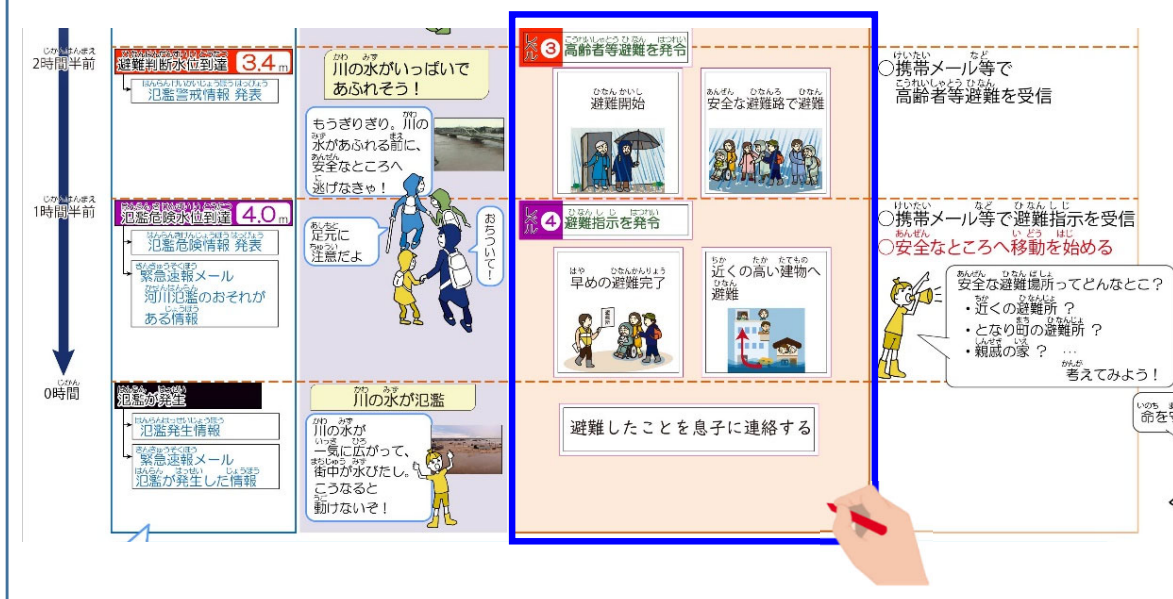 2時間半前
避難判断水位到達 3.4m
氾濫警戒情報 発表
川の水がいっぱいで
あふれそう！
もうぎりぎり。川の
水があふれる前に、
安全なところへ
逃げなきゃ！
レベル3 高齢者等避難を発令
避難開始
安全な避難路で避難
○携帯メール等で
高齢者等避難を受信
1時間半前
氾濫危険水位到達 4.0m
氾濫危険情報 発表
緊急速報メール
河川氾濫のおそれが
ある情報
足元に
注意だよ
おちついて！
レベル4 避難指示を発令
早めの避難完了
近くの高い建物へ
避難
○携帯メール等で避難指示を受信
○安全なところへ移動を始める
安全な避難場所ってどんなとこ？
・近くの避難所？
・となり町の避難所？
・親戚の家？ …
考えてみよう！
0時間
氾濫が発生
氾濫発生情報
緊急速報メール
氾濫が発生した情報
川の水が氾濫
川の水が
一気に広がって、
街中が水びたし。
こうなると
動けないぞ！
避難したことを息子に連絡する
命を